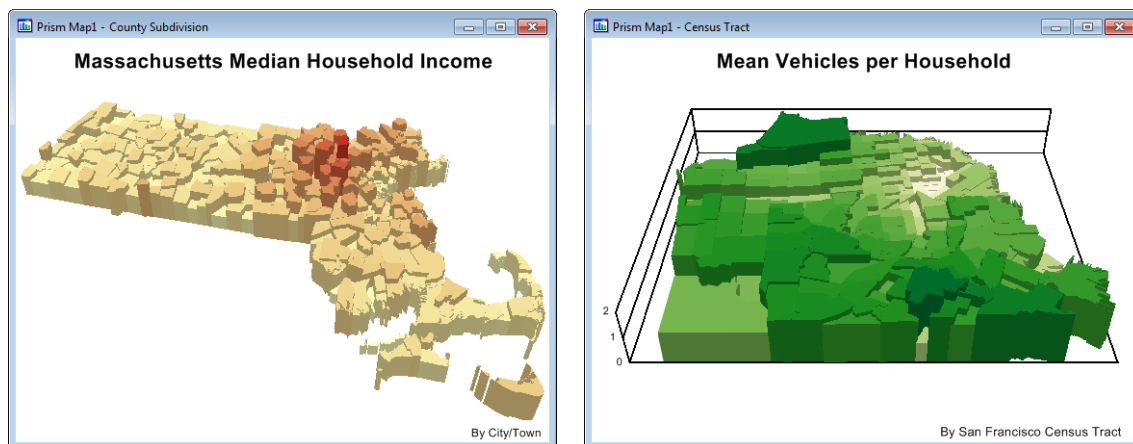 Prism Map1 - County Subdivision
Massachusetts Median Household Income
By City/Town
Prism Map1 - Census Tract
Mean Vehicles per Household
2
1
0
By San Francisco Census Tract